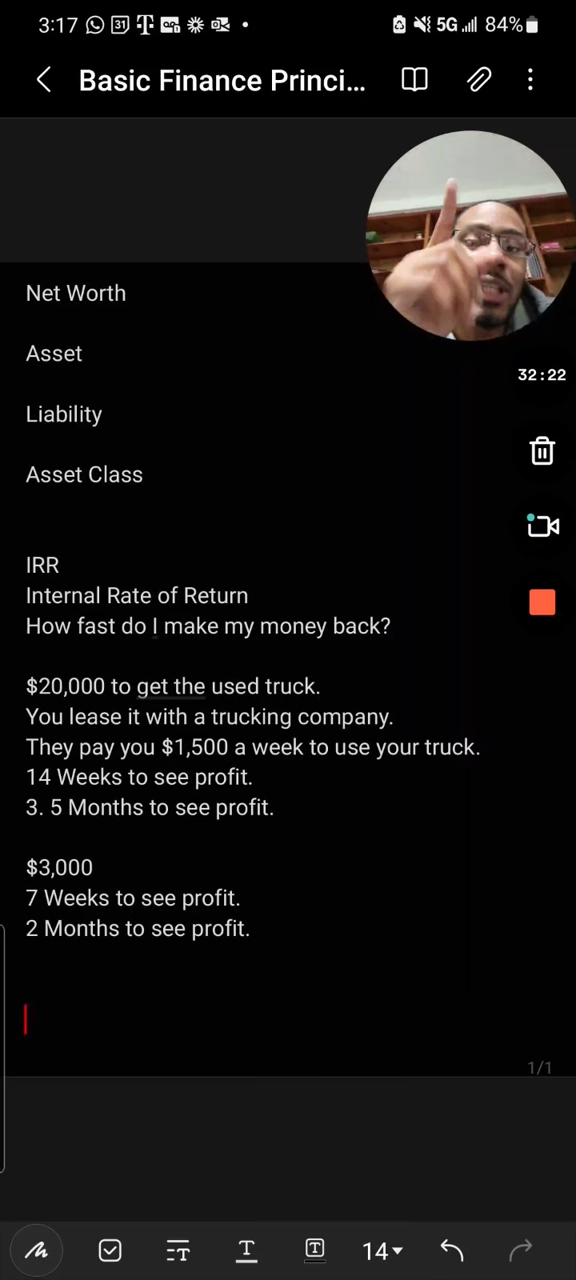 3:17
31
5G
84%
Basic Finance Princi...
32:22
Net Worth
Asset
Liability
Asset Class
IRR
Internal Rate of Return
How fast do I make my money back?
$20,000 to get the used truck.
You lease it with a trucking company.
They pay you $1,500 a week to use your truck.
14 Weeks to see profit.
3. 5 Months to see profit.
$3,000
7 Weeks to see profit.
2 Months to see profit.
1/1
14